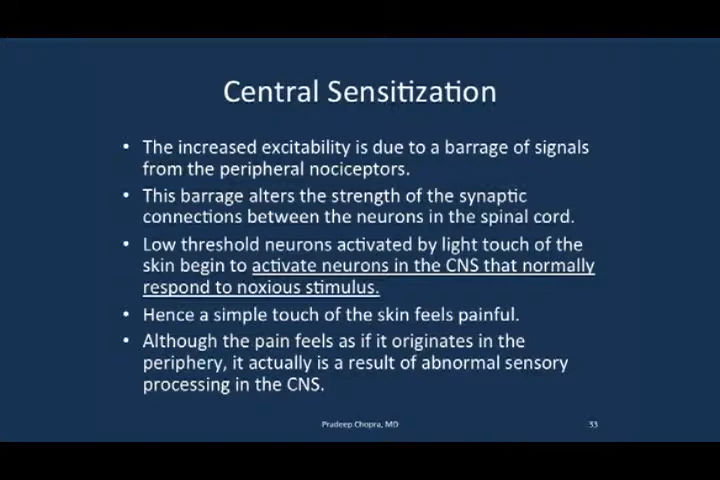 Central Sensitization
• The increased excitability is due to a barrage of signals
from the peripheral nociceptors.
• This barrage alters the strength of the synaptic
connections between the neurons in the spinal cord.
• Low threshold neurons activated by light touch of the
skin begin to activate neurons in the CNS that normally
respond to noxious stimulus.
• Hence a simple touch of the skin feels painful.
• Although the pain feels as if it originates in the
periphery, it actually is a result of abnormal sensory
processing in the CNS.
Pradeep Chopra, MD
33